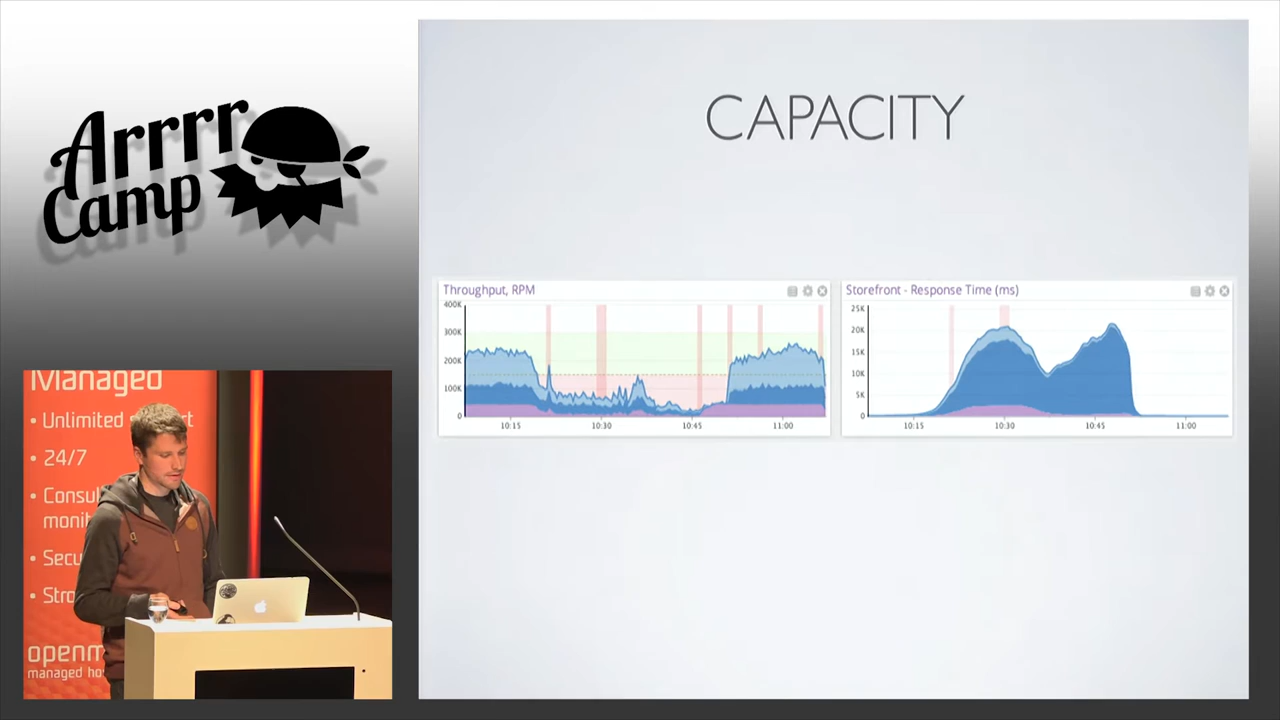 Arrrr
Camp
CAPACITY
Throughput, RPM
400K
300K
200K
100K
0
10:15
10:30
10:45
11:00
Storefront - Response Time (ms)
25K
20K
15K
10K
5K
0
10:15
10:30
10:45
11:00
Managed
• Unlimited
• 24/7
• Consul
monit
• Secu
• Stro
openm
managed hos